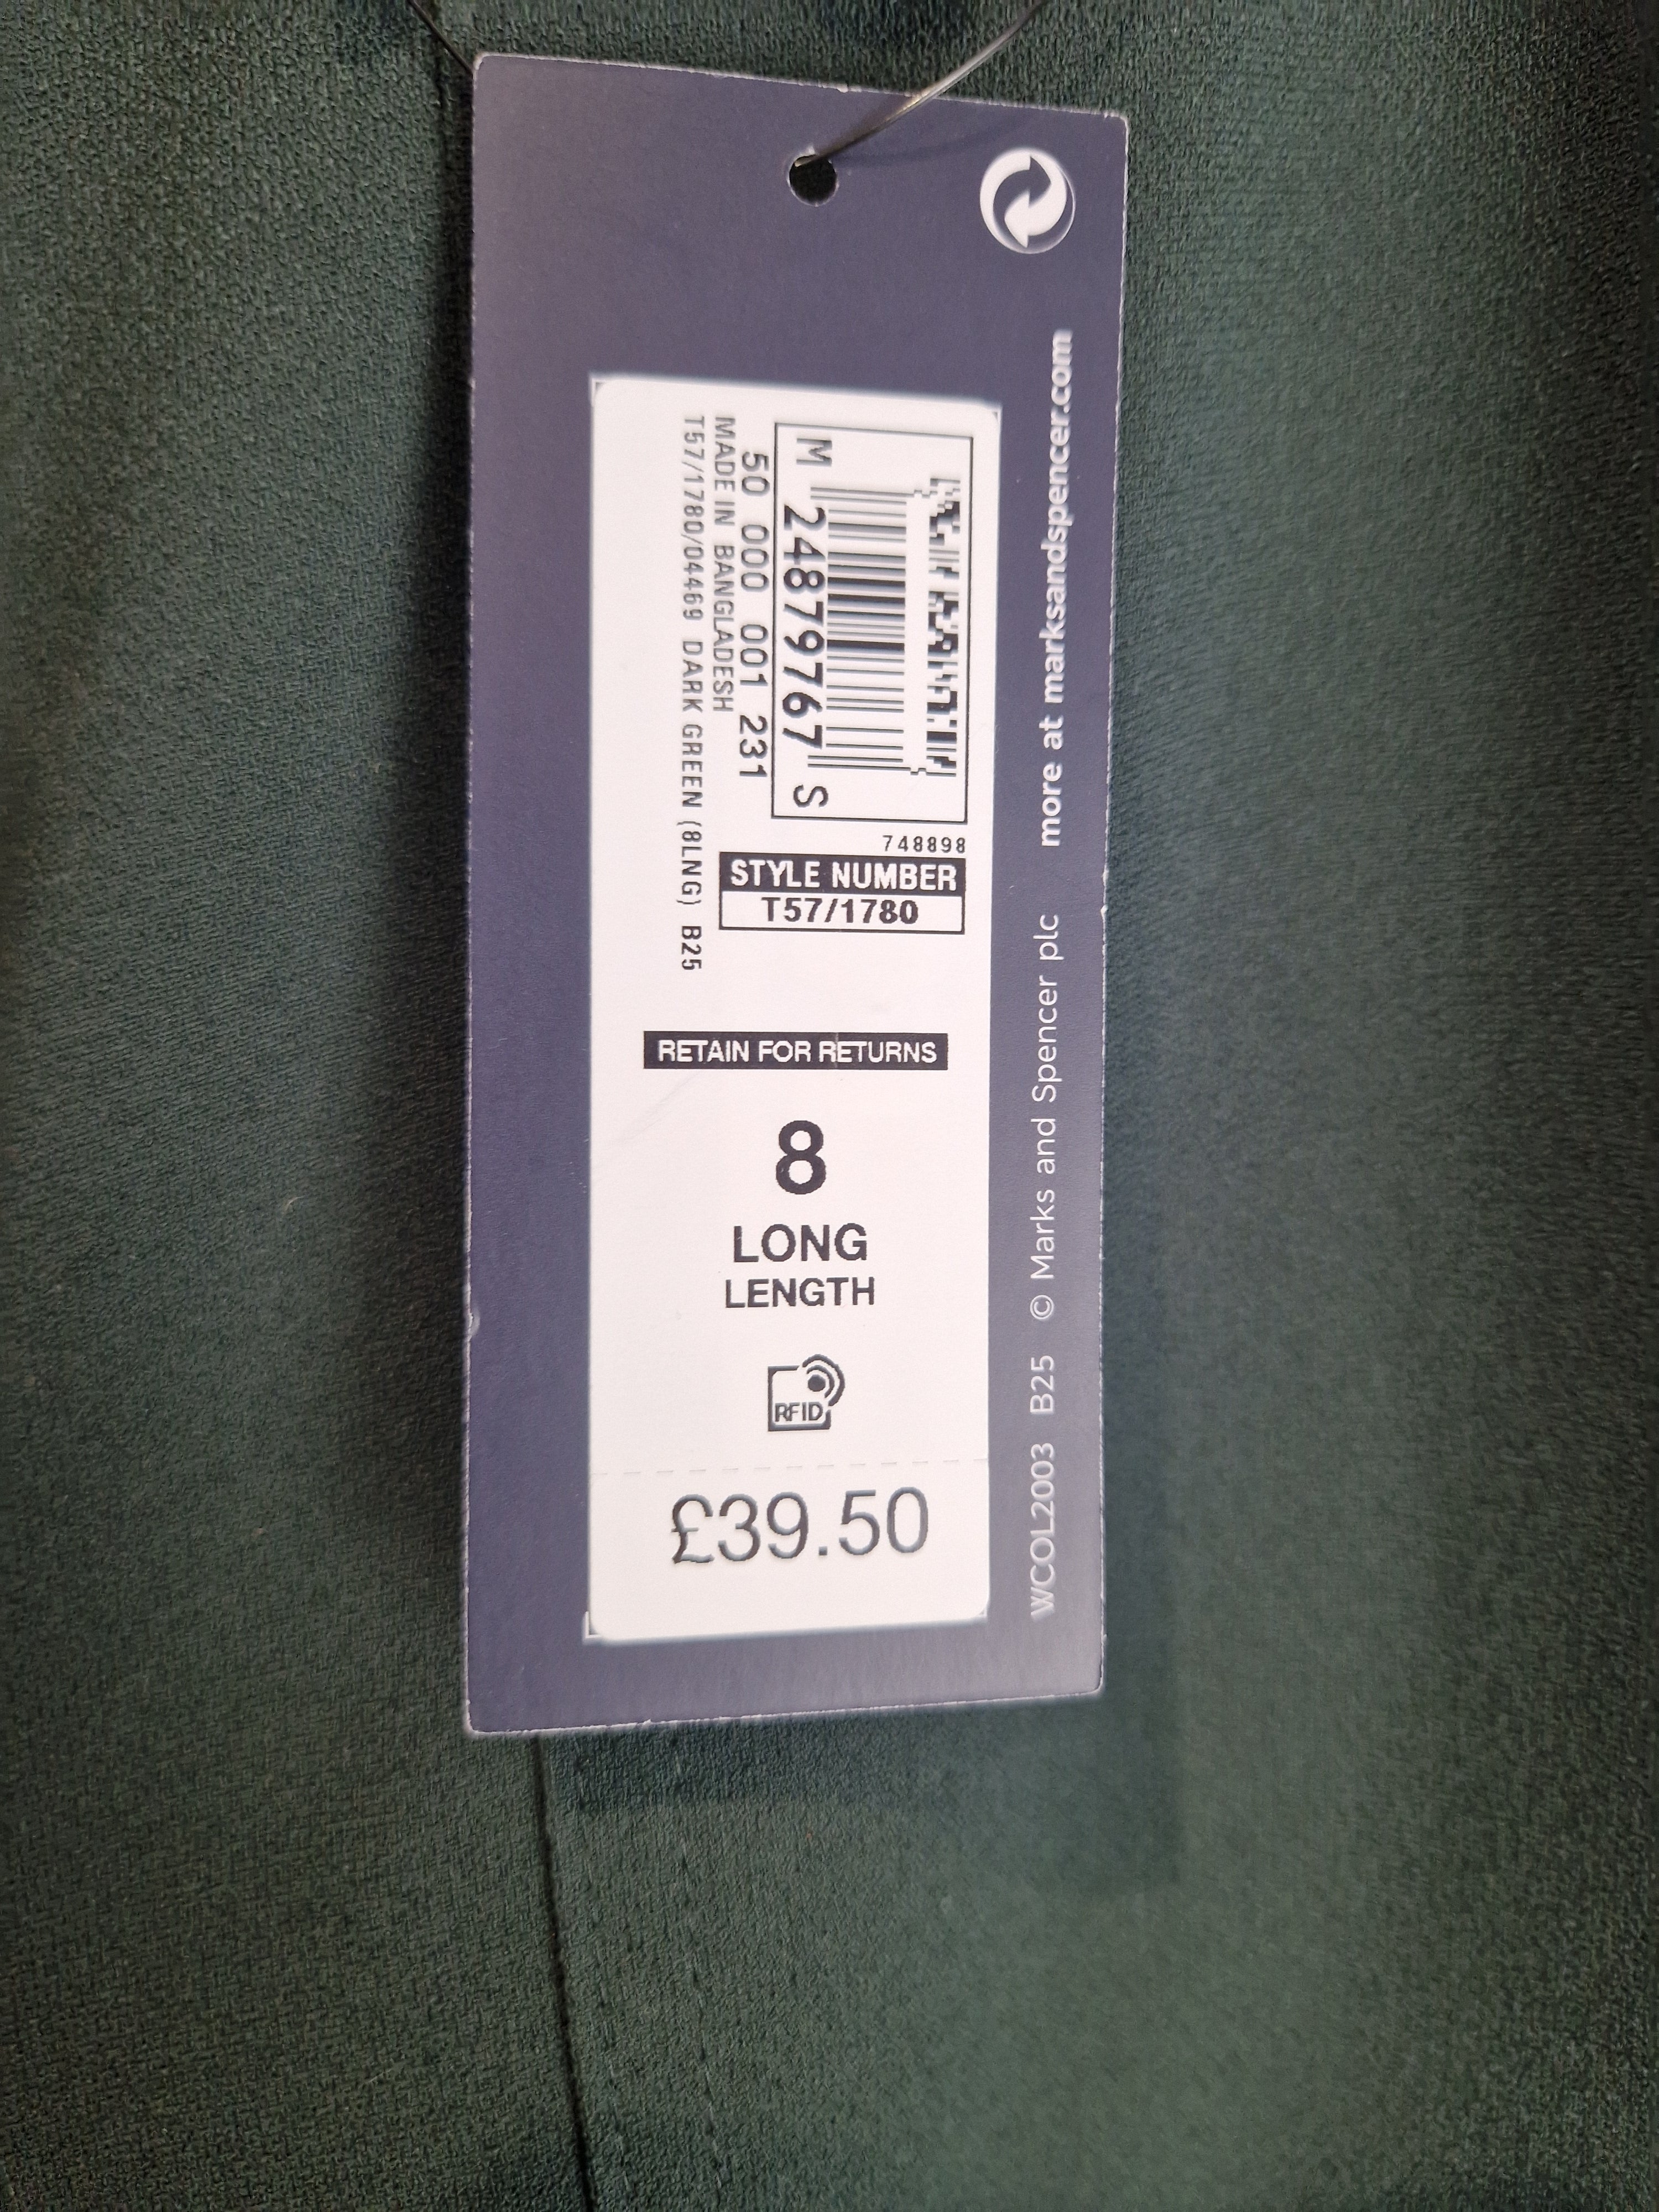 M 24879767 S
50 000 001 231
MADE IN BANGLADESH
T57/1780/04469 DARK GREEN (8LNG) B25
748898
STYLE NUMBER
T57/1780
RETAIN FOR RETURNS
8
LONG
LENGTH
RFID
£39.50
WCOL2003 B25 © Marks and Spencer plc more at marksandspencer.com